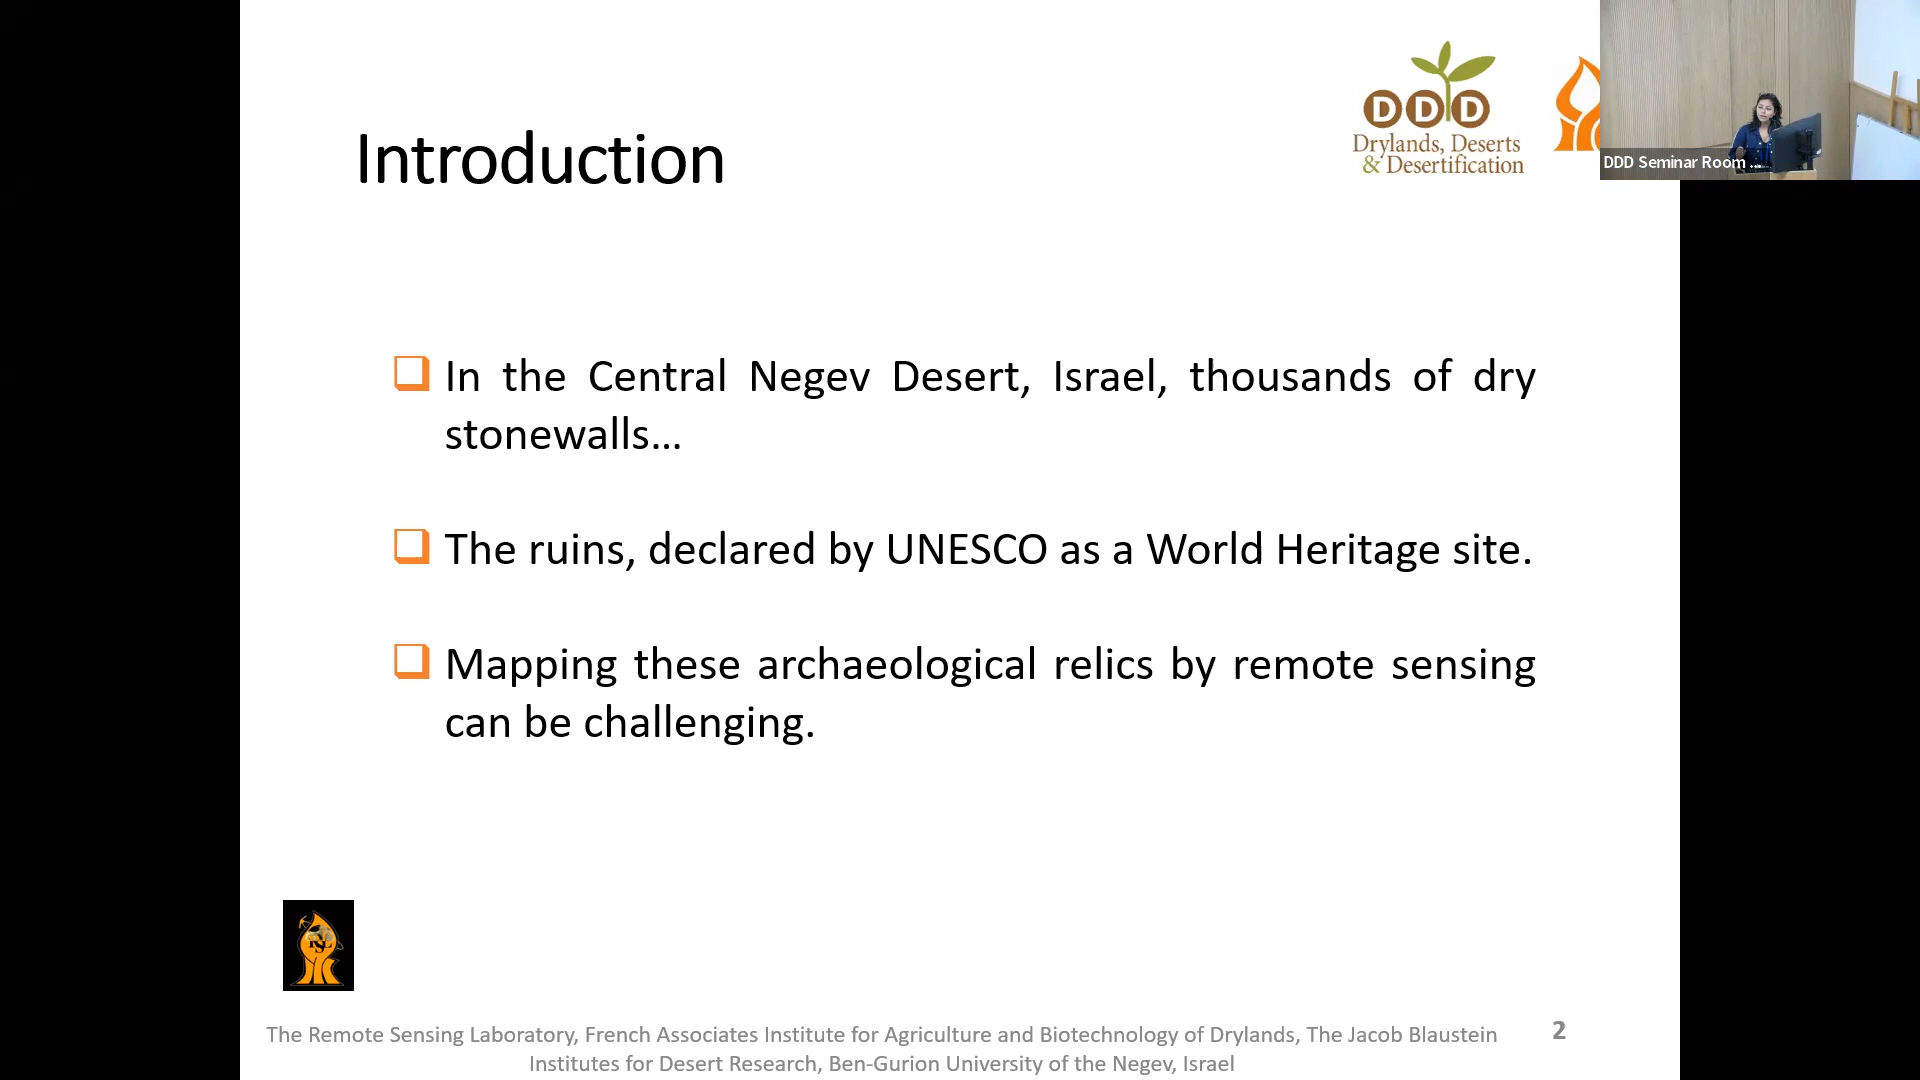 Introduction
DDD
Drylands, Deserts
& Desertification
DDD Seminar Room ...
In the Central Negev Desert, Israel, thousands of dry
stonewalls...
The ruins, declared by UNESCO as a World Heritage site.
Mapping these archaeological relics by remote sensing
can be challenging.
RSL
The Remote Sensing Laboratory, French Associates Institute for Agriculture and Biotechnology of Drylands, The Jacob Blaustein
Institutes for Desert Research, Ben-Gurion University of the Negev, Israel
2